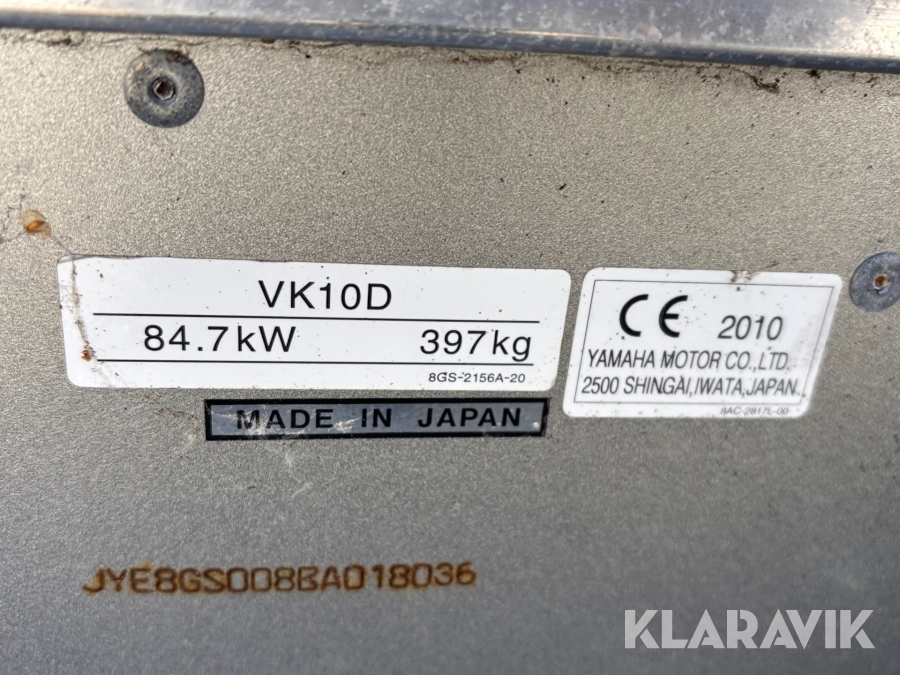 VK10D
84.7kW 397kg
8GS-2156A-20
CE 2010
YAMAHA MOTOR CO.,LTD.
2500 SHINGAI,IWATA,JAPAN
8AC-2817L-00
MADE IN JAPAN
JYE8GS008BA018036
KLARAVIK